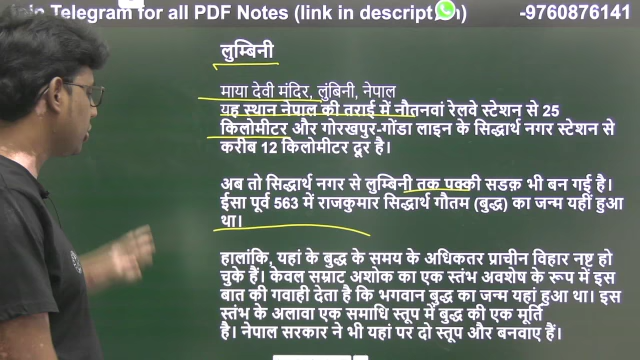 Join Telegram for all PDF Notes (link in description) -9760876141
लुम्बिनी
माया देवी मंदिर, लुंबिनी, नेपाल
यह स्थान नेपाल की तराई में नौतनवां रेलवे स्टेशन से 25
किलोमीटर और गोरखपुर-गोंडा लाइन के सिद्धार्थ नगर स्टेशन से
करीब 12 किलोमीटर दूर है।
अब तो सिद्धार्थ नगर से लुम्बिनी तक पक्की सडक़ भी बन गई है।
ईसा पूर्व 563 में राजकुमार सिद्धार्थ गौतम (बुद्ध) का जन्म यहीं हुआ
था।
हालांकि, यहां के बुद्ध के समय के अधिकतर प्राचीन विहार नष्ट हो
चुके हैं। केवल सम्राट अशोक का एक स्तंभ अवशेष के रूप में इस
बात की गवाही देता है कि भगवान बुद्ध का जन्म यहां हुआ था। इस
स्तंभ के अलावा एक समाधि स्तूप में बुद्ध की एक मूर्ति
है। नेपाल सरकार ने भी यहां पर दो स्तूप और बनवाए हैं।